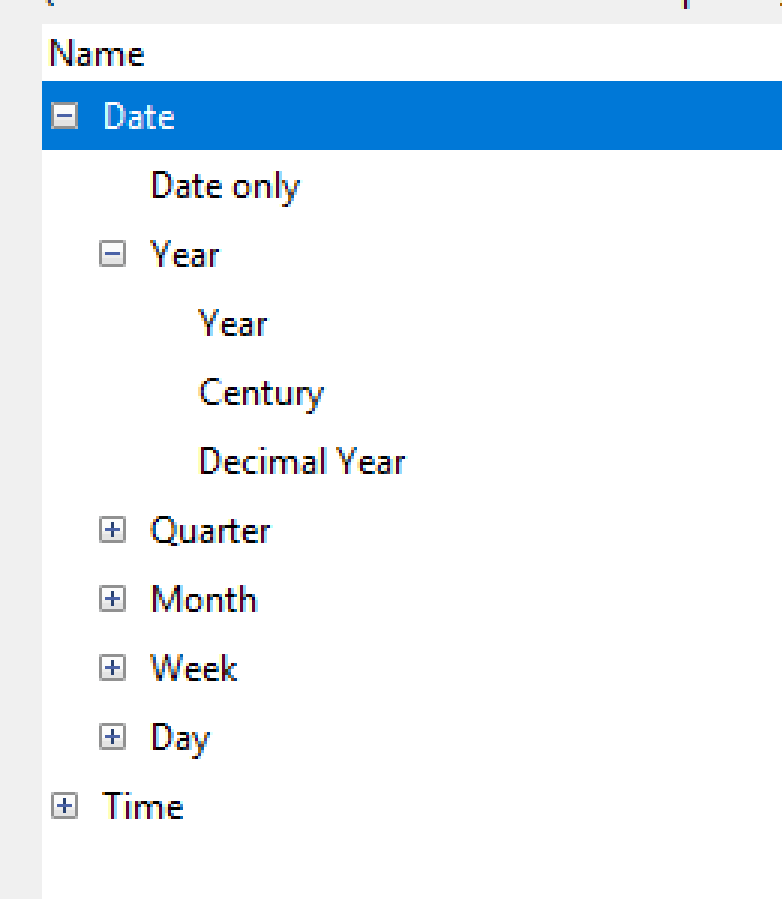 Name
Date
Date only
Year
Year
Century
Decimal Year
Quarter
Month
Week
Day
Time